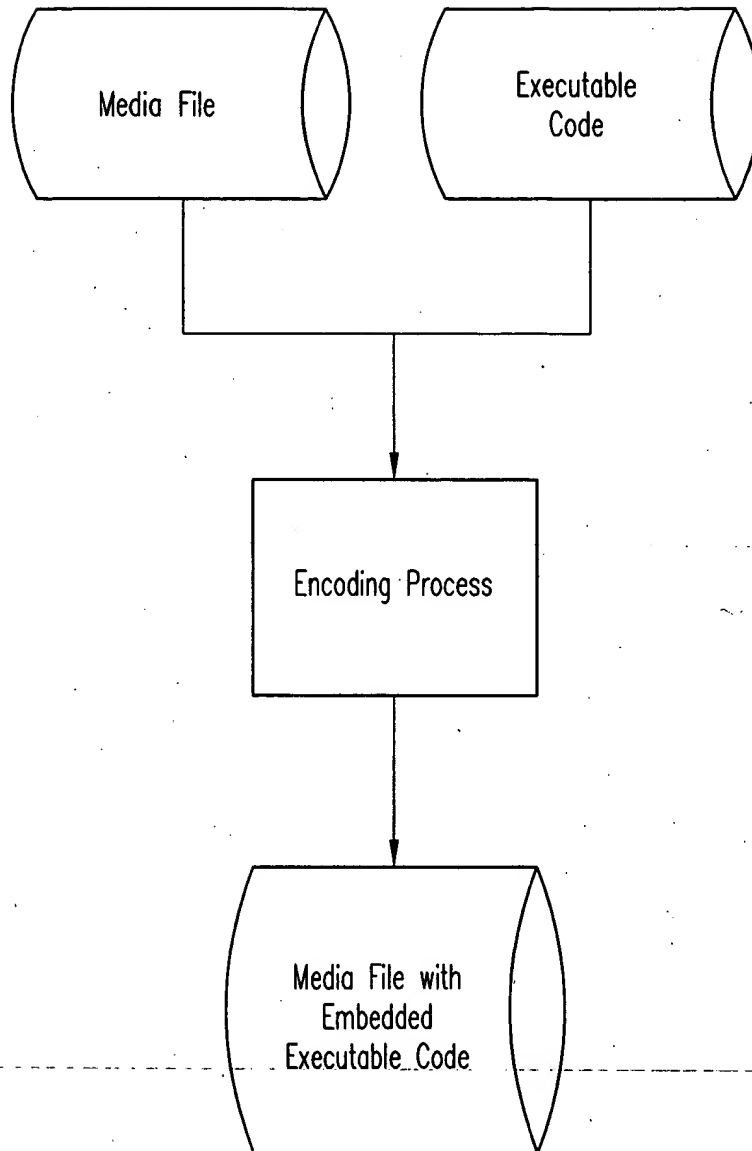 Media File
Executable
Code
Encoding Process
Media File with
Embedded
Executable Code